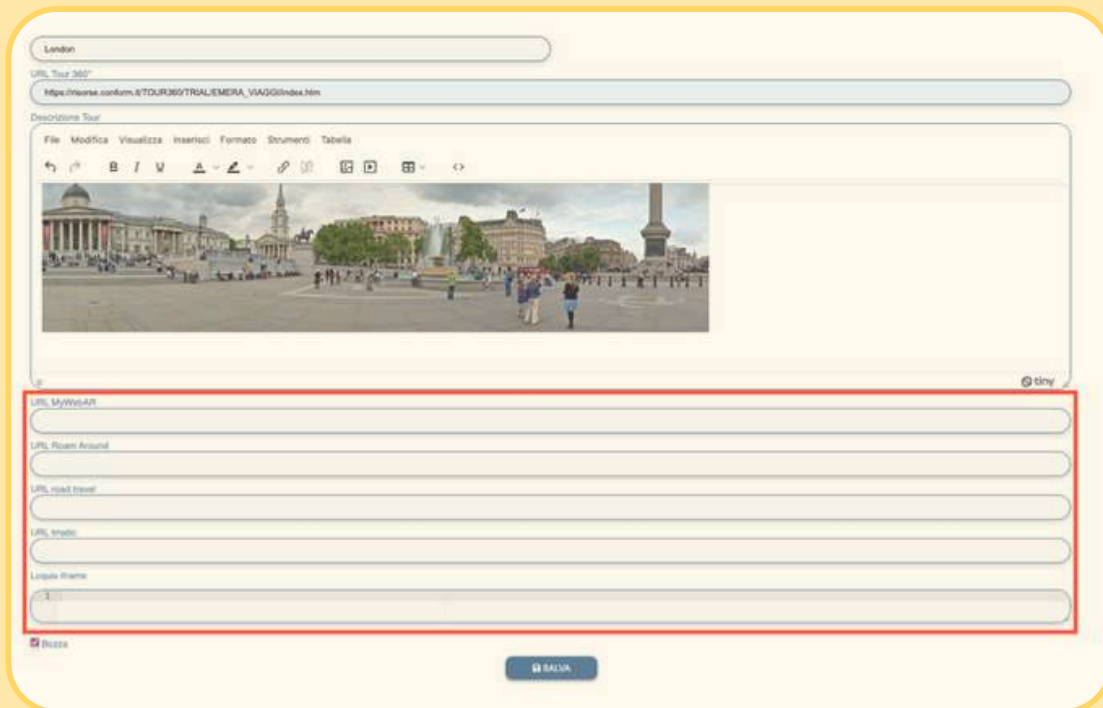 London
URL Tour 360°
https://risorse.conform.it/TOUR360/TRIAL/EMERA_VIAGGI/index.htm
Descrizione Tour
File Modifica Visualizza Inserisci Formato Strumenti Tabella
B I U A
tiny
URL MyWebAR
URL Roam Around
URL road travel
URL
Loquis Iframe
1
Bozza
SALVA